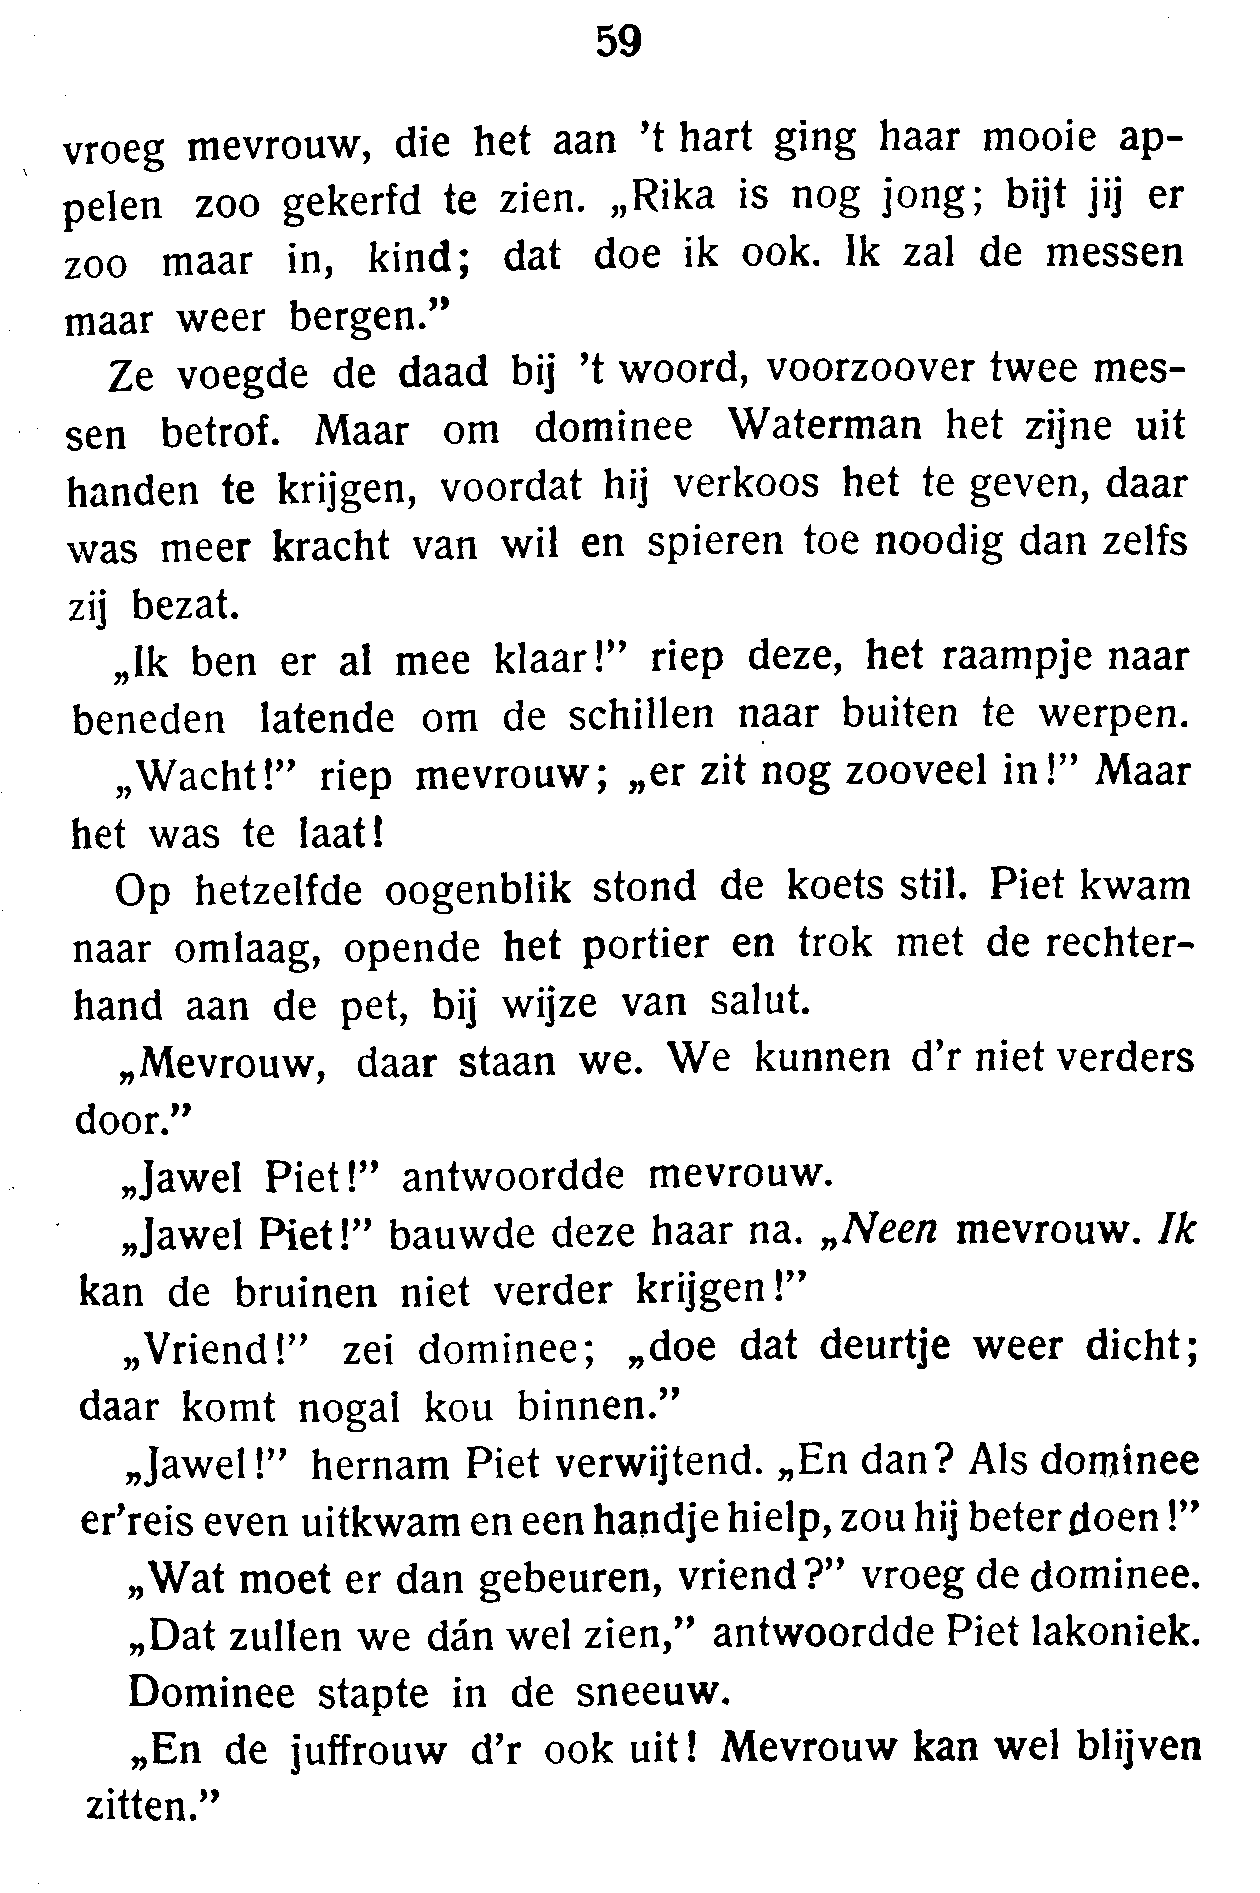 59
vroeg mevrouw, die het aan ’t hart ging haar mooie ap-
pelen zoo gekerfd te zien. „Rika is nog jong; bijt jij er
zoo maar in, kind; dat doe ik ook. Ik zal de messen
maar weer bergen.”
Ze voegde de daad bij ’t woord, voorzoover twee mes-
sen betrof. Maar om dominee Waterman het zijne uit
handen te krijgen, voordat hij verkoos het te geven, daar
was meer kracht van wil en spieren toe noodig dan zelfs
zij bezat.
„Ik ben er al mee klaar!” riep deze, het raampje naar
beneden latende om de schillen naar buiten te werpen.
„Wacht!” riep mevrouw; „er zit nog zooveel in!” Maar
het was te laat!
Op hetzelfde oogenblik stond de koets stil. Piet kwam
naar omlaag, opende het portier en trok met de rechter-
hand aan de pet, bij wijze van salut.
„Mevrouw, daar staan we. We kunnen d’r niet verders
door.”
„Jawel Piet!” antwoordde mevrouw.
„Jawel Piet!” bauwde deze haar na. „Neen mevrouw. Ik
kan de bruinen niet verder krijgen!”
„Vriend!” zei dominee; „doe dat deurtje weer dicht;
daar komt nogal kou binnen.”
„Jawel!” hernam Piet verwijtend. „En dan? Als dominee
er’reis even uitkwam en een handje hielp, zou hij beter doen!”
„Wat moet er dan gebeuren, vriend?” vroeg de dominee.
„Dat zullen we dán wel zien,” antwoordde Piet lakoniek.
Dominee stapte in de sneeuw.
„En de juffrouw d’r ook uit! Mevrouw kan wel blijven
zitten.”